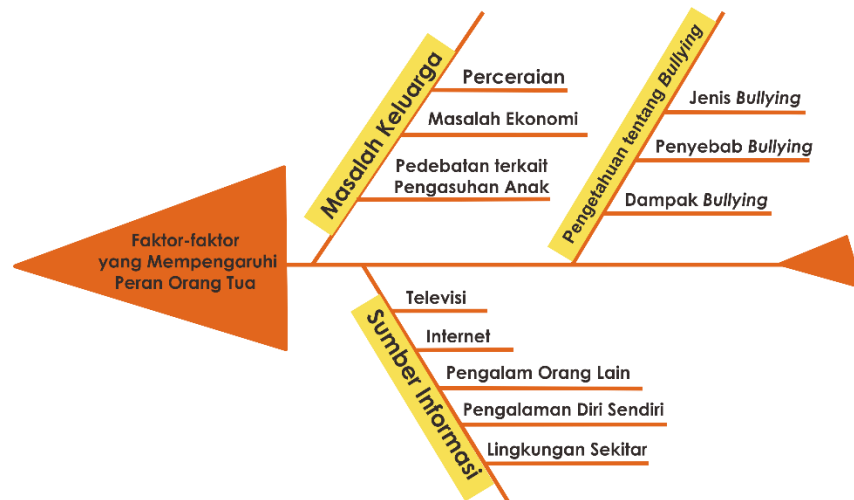 Faktor-faktor
yang Mempengaruhi
Peran Orang Tua
Masalah Keluarga
Perceraian
Masalah Ekonomi
Pedebatan terkait
Pengasuhan Anak
Pengetahuan tentang Bullying
Jenis Bullying
Penyebab Bullying
Dampak Bullying
Sumber Informasi
Televisi
Internet
Pengalam Orang Lain
Pengalaman Diri Sendiri
Lingkungan Sekitar